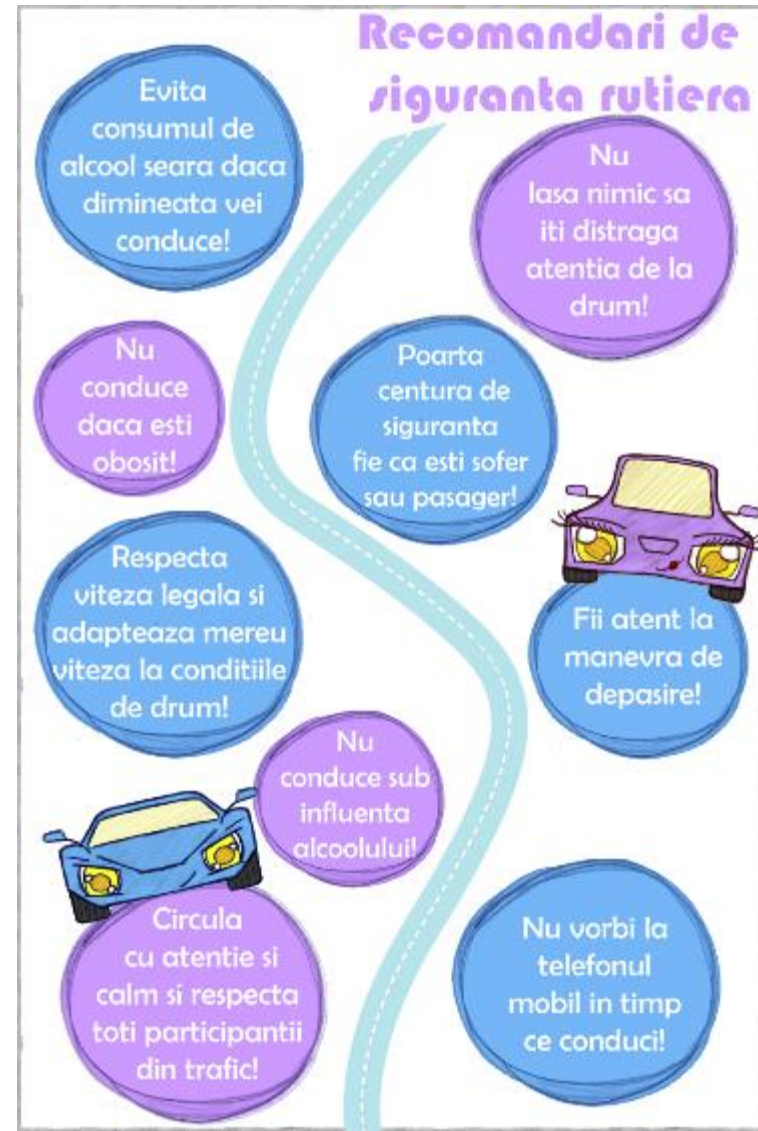 Recomandari de
siguranta rutiera
Evita
consumul de
alcool seara daca
dimineata vei
conduce!
Nu
lasa nimic sa
iti distraga
atentia de la
drum!
Nu
conduce
daca esti
obosit!
Poarta
centura de
siguranta
fie ca esti sofer
sau pasager!
Respecta
viteza legala si
adapteaza mereu
viteza la conditiile
de drum!
Fii atent la
manevra de
depasire!
Nu
conduce sub
influenta
alcoolului!
Circula
cu atentie si
calm si respecta
toti participantii
din trafic!
Nu vorbi la
telefonul
mobil in timp
ce conduci!